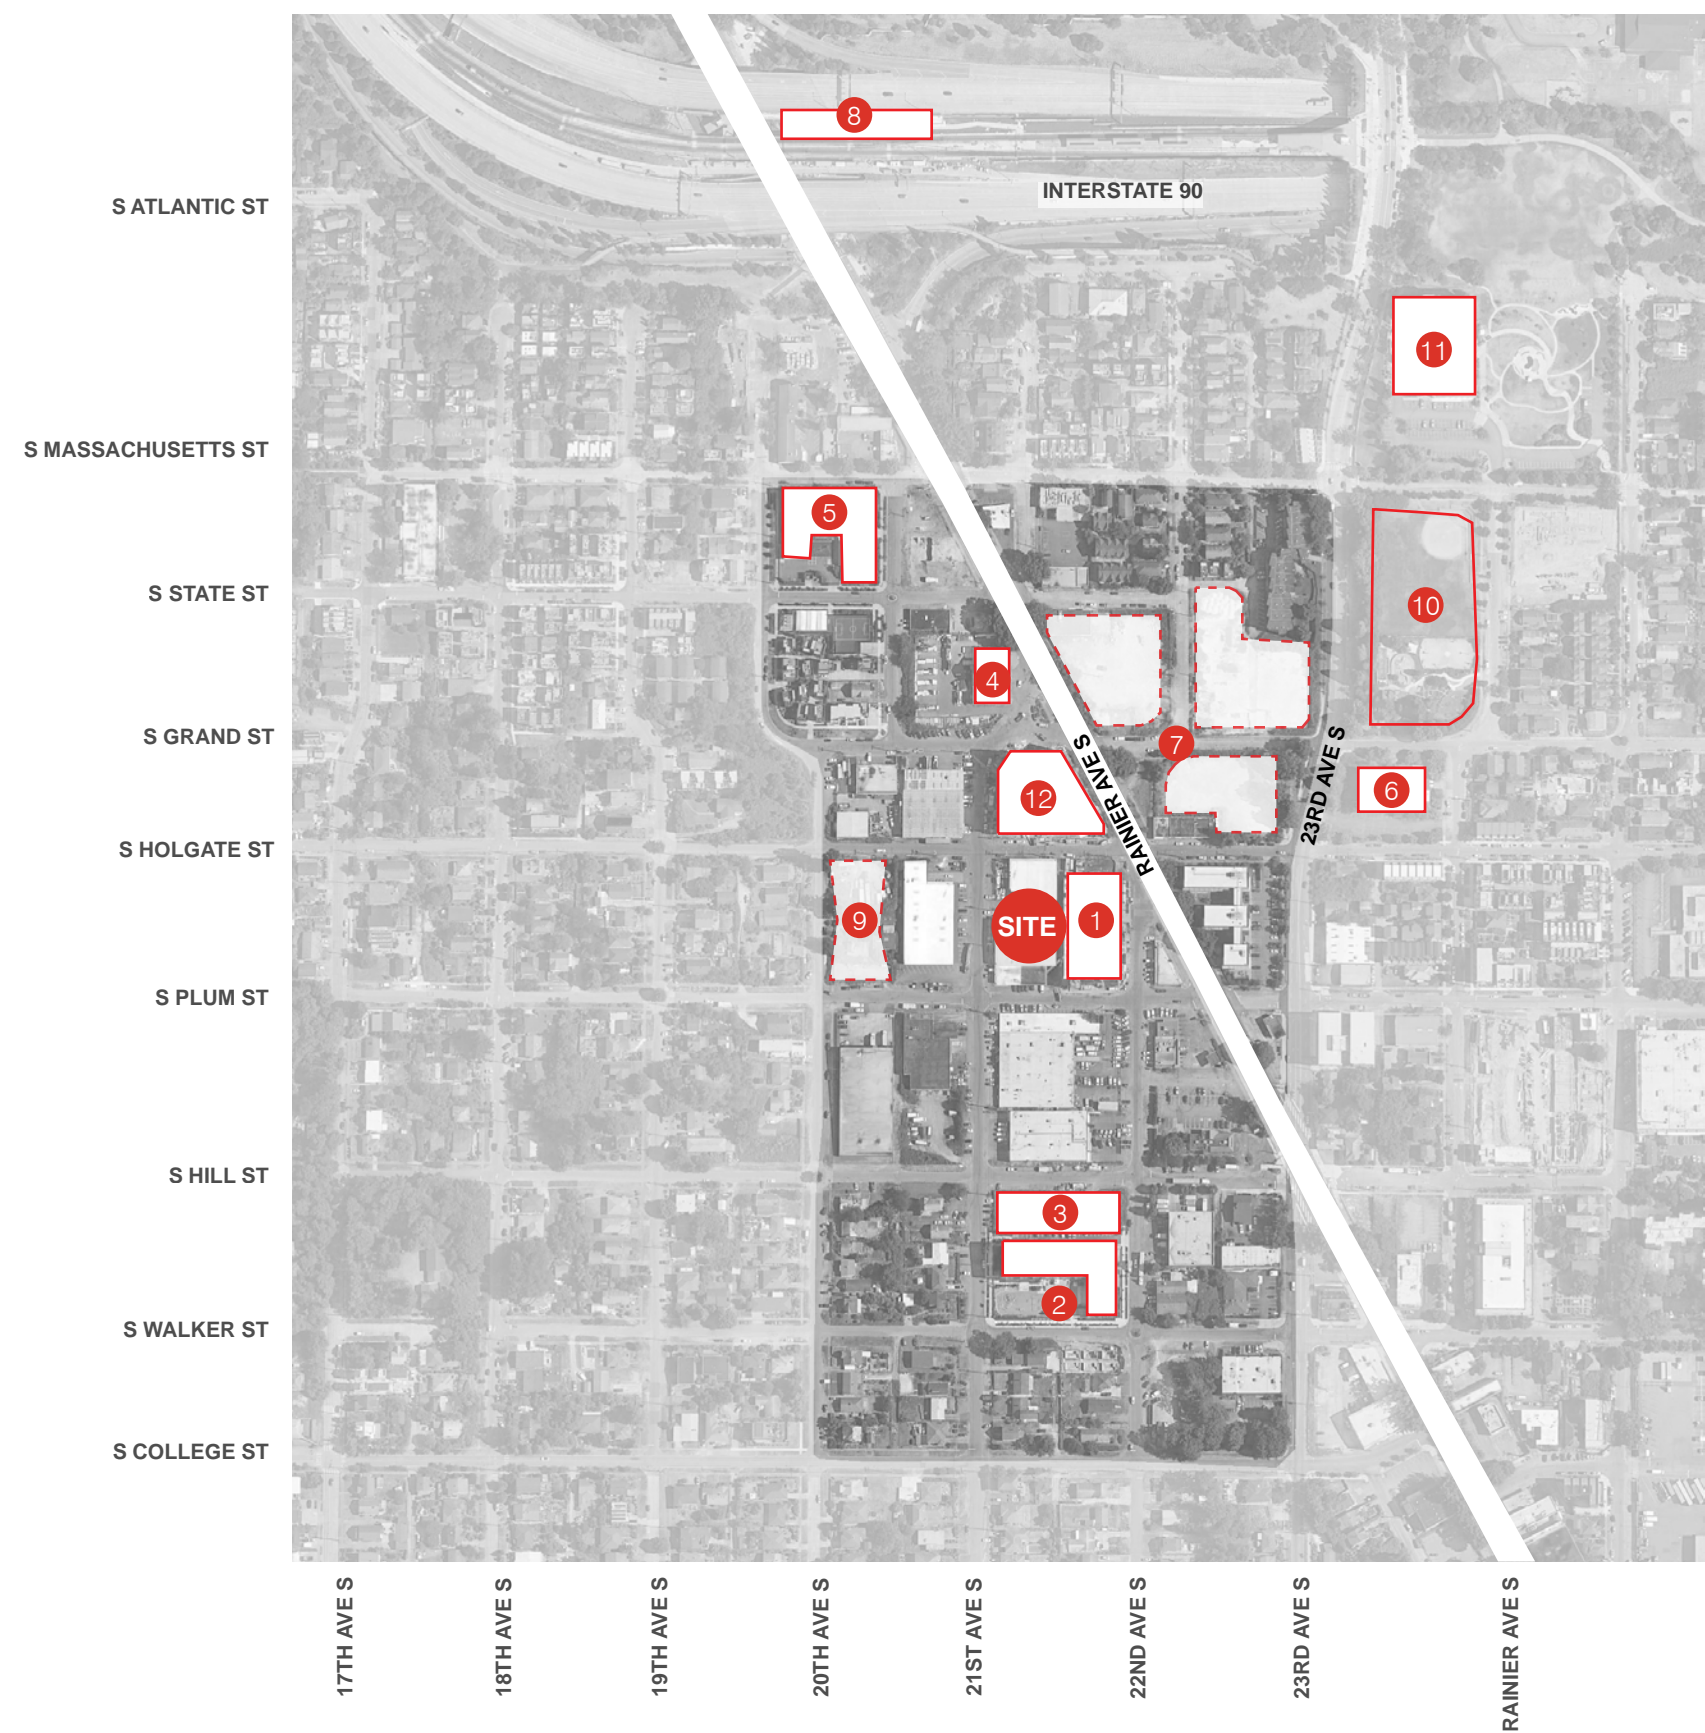 8
INTERSTATE 90
S ATLANTIC ST
11
S MASSACHUSETTS ST
5
S STATE ST
10
4
S GRAND ST
7
RAINIER AVE S
23RD AVE S
12
6
S HOLGATE ST
9
SITE
1
S PLUM ST
S HILL ST
3
2
S WALKER ST
S COLLEGE ST
17TH AVE S
18TH AVE S
19TH AVE S
20TH AVE S
21ST AVE S
22ND AVE S
23RD AVE S
RAINIER AVE S